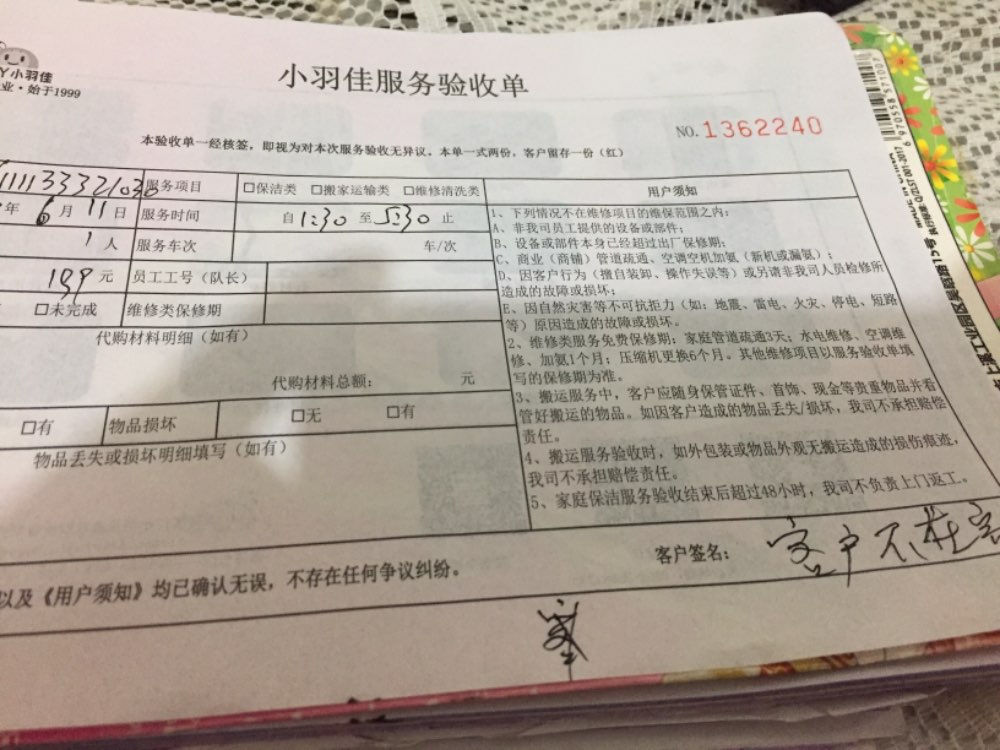 小羽佳
业·始于1999
小羽佳服务验收单
NO.1362240
本验收单一经核签，即视为对本次服务验收无异议。本单一式两份，客户留存一份（红）
服务项目 □保洁类 □搬家运输类 □维修清洗类
年6月11日 服务时间 自1:30至5:30止
1人 服务车次 车/次
199元 员工工号（队长）
□未完成 维修类保修期
代购材料明细（如有）
代购材料总额： 元
□有 物品损坏 □无 □有
物品丢失或损坏明细填写（如有）
用户须知
1、下列情况不在维修项目的维保范围之内：
A、非我司员工提供的设备或部件；
B、设备或部件本身已经超过出厂保修期；
C、商业（商铺）管道疏通、空调空机加氨（新机或漏氨）；
D、因客户行为（擅自装卸、操作失误等）或另请非我司人员检修所
造成的故障或损坏；
E、因自然灾害等不可抗拒力（如：地震、雷电、火灾、停电、短路
等）原因造成的故障或损坏。
2、维修类服务免费保修期：家庭管道疏通3天；水电维修、空调维
修、加氨1个月；压缩机更换6个月。其他维修项目以服务验收单填
写的保修期为准。
3、搬运服务中，客户应随身保管证件、首饰、现金等贵重物品并看
管好搬运的物品。如因客户造成的物品丢失/损坏，我司不承担赔偿
责任。
4、搬运服务验收时，如外包装或物品外观无搬运造成的损伤痕迹，
我司不承担赔偿责任。
5、家庭保洁服务验收结束后超过48小时，我司不负责上门返工。
以及《用户须知》均已确认无误，不存在任何争议纠纷。
客户签名： 客户不在家